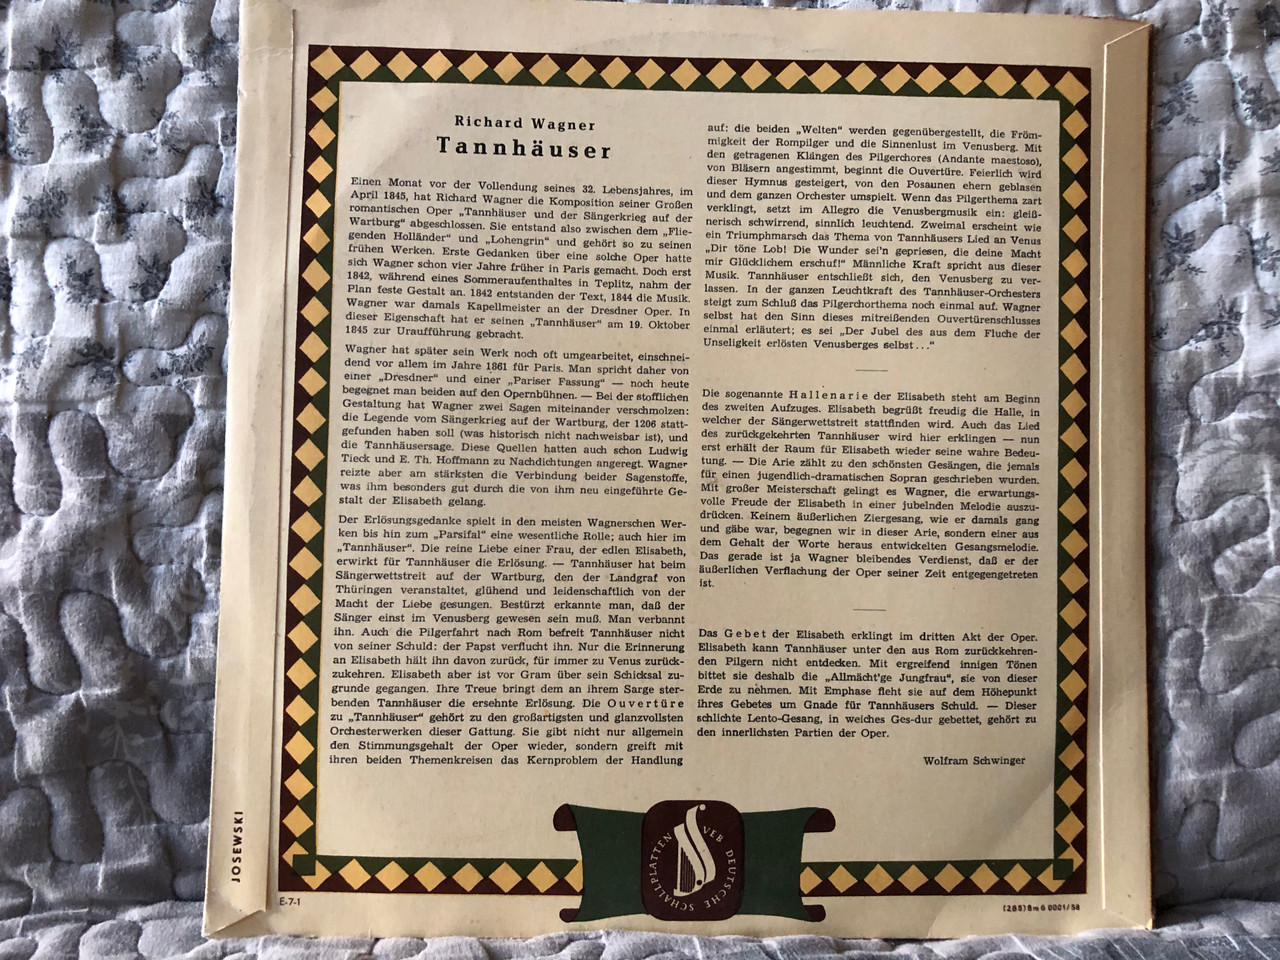 Richard Wagner
Tannhäuser
Einen Monat vor der Vollendung seines 32. Lebensjahres, im
April 1845, hat Richard Wagner die Komposition seiner Großen
romantischen Oper „Tannhäuser und der Sängerkrieg auf der
Wartburg“ abgeschlossen. Sie entstand also zwischen dem „Flie-
genden Holländer“ und „Lohengrin“ und gehört so zu seinen
frühen Werken. Erste Gedanken über eine solche Oper hatte
sich Wagner schon vier Jahre früher in Paris gemacht. Doch erst
1842, während eines Sommeraufenthaltes in Teplitz, nahm der
Plan feste Gestalt an. 1842 entstanden der Text, 1844 die Musik.
Wagner war damals Kapellmeister an der Dresdner Oper. In
dieser Eigenschaft hat er seinen „Tannhäuser“ am 19. Oktober
1845 zur Uraufführung gebracht.
Wagner hat später sein Werk noch oft umgearbeitet, einschnei-
dend vor allem im Jahre 1861 für Paris. Man spricht daher von
einer „Dresdner“ und einer „Pariser Fassung“ — noch heute
begegnet man beiden auf den Opernbühnen. — Bei der stofflichen
Gestaltung hat Wagner zwei Sagen miteinander verschmolzen:
die Legende vom Sängerkrieg auf der Wartburg, der 1206 statt-
gefunden haben soll (was historisch nicht nachweisbar ist), und
die Tannhäusersage. Diese Quellen hatten auch schon Ludwig
Tieck und E. Th. Hoffmann zu Nachdichtungen angeregt. Wagner
reizte aber am stärksten die Verbindung beider Sagenstoffe,
was ihm besonders gut durch die von ihm neu eingeführte Ge-
stalt der Elisabeth gelang.
Der Erlösungsgedanke spielt in den meisten Wagnerschen Wer-
ken bis hin zum „Parsifal“ eine wesentliche Rolle; auch hier im
„Tannhäuser“. Die reine Liebe einer Frau, der edlen Elisabeth,
erwirkt für Tannhäuser die Erlösung. — Tannhäuser hat beim
Sängerwettstreit auf der Wartburg, den der Landgraf von
Thüringen veranstaltet, glühend und leidenschaftlich von der
Macht der Liebe gesungen. Bestürzt erkannte man, daß der
Sänger einst im Venusberg gewesen sein muß. Man verbannt
ihn. Auch die Pilgerfahrt nach Rom befreit Tannhäuser nicht
von seiner Schuld: der Papst verflucht ihn. Nur die Erinnerung
an Elisabeth hält ihn davon zurück, für immer zu Venus zurück-
zukehren. Elisabeth aber ist vor Gram über sein Schicksal zu-
grunde gegangen. Ihre Treue bringt dem an ihrem Sarge ster-
benden Tannhäuser die ersehnte Erlösung. Die Ouvertüre
zu „Tannhäuser“ gehört zu den großartigsten und glanzvollsten
Orchesterwerken dieser Gattung. Sie gibt nicht nur allgemein
den Stimmungsgehalt der Oper wieder, sondern greift mit
ihren beiden Themenkreisen das Kernproblem der Handlung
auf: die beiden „Welten“ werden gegenübergestellt, die Fröm-
migkeit der Rompilger und die Sinnenlust im Venusberg. Mit
den getragenen Klängen des Pilgerchores (Andante maestoso),
von Bläsern angestimmt, beginnt die Ouvertüre. Feierlich wird
dieser Hymnus gesteigert, von den Posaunen ehern geblasen
und dem ganzen Orchester umspielt. Wenn das Pilgerthema zart
verklingt, setzt im Allegro die Venusbergmusik ein: gleiß-
nerisch schwirrend, sinnlich leuchtend. Zweimal erscheint wie
ein Triumphmarsch das Thema von Tannhäusers Lied an Venus
„Dir töne Lob! Die Wunder sei'n gepriesen, die deine Macht
mir Glücklichem erschuf!“ Männliche Kraft spricht aus dieser
Musik. Tannhäuser entschließt sich, den Venusberg zu ver-
lassen. In der ganzen Leuchtkraft des Tannhäuser-Orchesters
steigt zum Schluß das Pilgerchorthema noch einmal auf. Wagner
selbst hat den Sinn dieses mitreißenden Ouvertürenschlusses
einmal erläutert; es sei „Der Jubel des aus dem Fluche der
Unseligkeit erlösten Venusberges selbst...“
Die sogenannte Hallenarie der Elisabeth steht am Beginn
des zweiten Aufzuges. Elisabeth begrüßt freudig die Halle, in
welcher der Sängerwettstreit stattfinden wird. Auch das Lied
des zurückgekehrten Tannhäuser wird hier erklingen — nun
erst erhält der Raum für Elisabeth wieder seine wahre Bedeu-
tung. — Die Arie zählt zu den schönsten Gesängen, die jemals
für einen jugendlich-dramatischen Sopran geschrieben wurden.
Mit großer Meisterschaft gelingt es Wagner, die erwartungs-
volle Freude der Elisabeth in einer jubelnden Melodie auszu-
drücken. Keinem äußerlichen Ziergesang, wie er damals gang
und gäbe war, begegnen wir in dieser Arie, sondern einer aus
dem Gehalt der Worte heraus entwickelten Gesangsmelodie.
Das gerade ist ja Wagner bleibendes Verdienst, daß er der
äußerlichen Verflachung der Oper seiner Zeit entgegengetreten
ist.
Das Gebet der Elisabeth erklingt im dritten Akt der Oper.
Elisabeth kann Tannhäuser unter den aus Rom zurückkehren-
den Pilgern nicht entdecken. Mit ergreifend innigen Tönen
bittet sie deshalb die „Allmächt'ge Jungfrau“, sie von dieser
Erde zu nehmen. Mit Emphase fleht sie auf dem Höhepunkt
ihres Gebetes um Gnade für Tannhäusers Schuld. — Dieser
schlichte Lento-Gesang, in weiches Ges-dur gebettet, gehört zu
den innerlichsten Partien der Oper.
Wolfram Schwinger
VEB DEUTSCHE SCHALLPLATTEN
JOSEWSKI
E-7-1
(285) 8m 6 0001/58